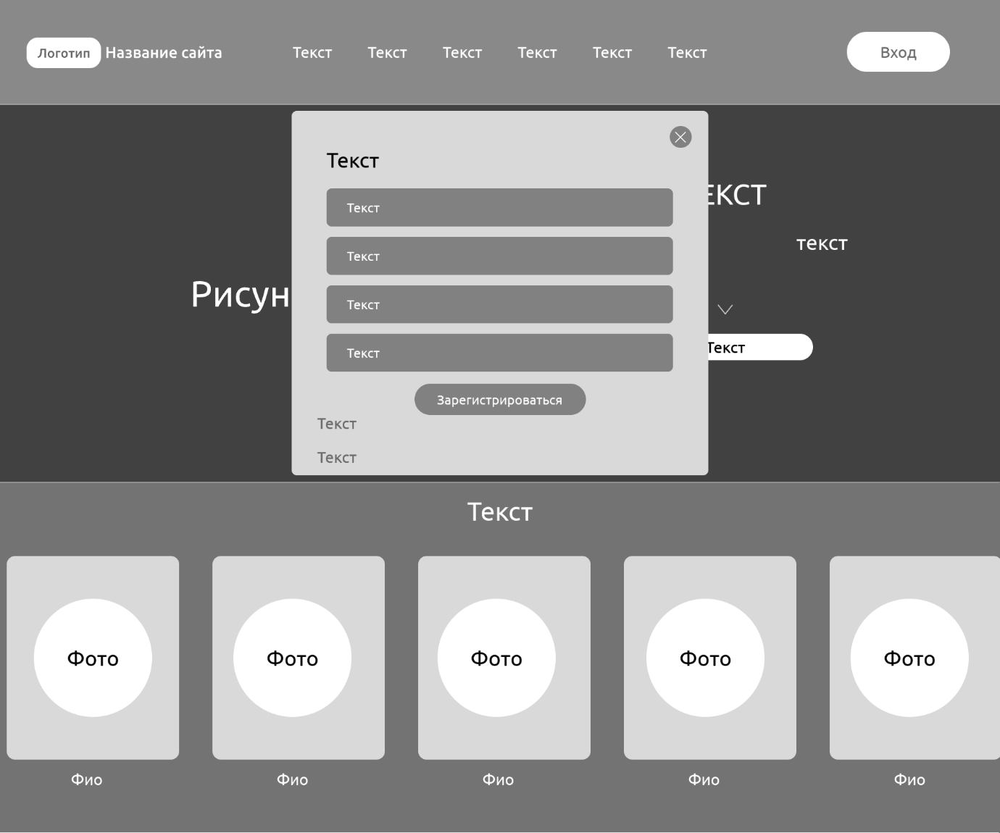 Логотип Название сайта Текст Текст Текст Текст Текст Текст Вход
Текст
Текст
Текст
Текст
Текст
Зарегистрироваться
Текст
Текст
Рисун
ЕКСТ
текст
Текст
Текст
Фото Фото Фото Фото Фото
Фио Фио Фио Фио Фио